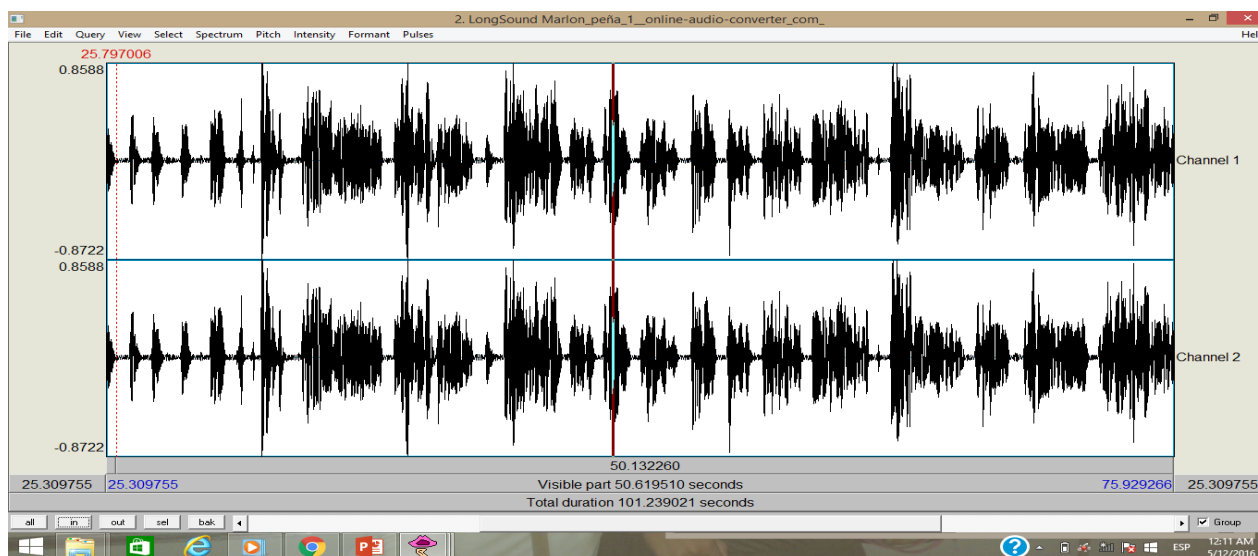 2. LongSound Marlon_peña_1__online-audio-converter_com_
File Edit Query View Select Spectrum Pitch Intensity Formant Pulses Hel
25.797006
0.8588
Channel 1
-0.8722
0.8588
Channel 2
-0.8722
50.132260
25.309755 25.309755 Visible part 50.619510 seconds 75.929266 25.309755
Total duration 101.239021 seconds
all in out sel bak Group
12:11 AM
ESP